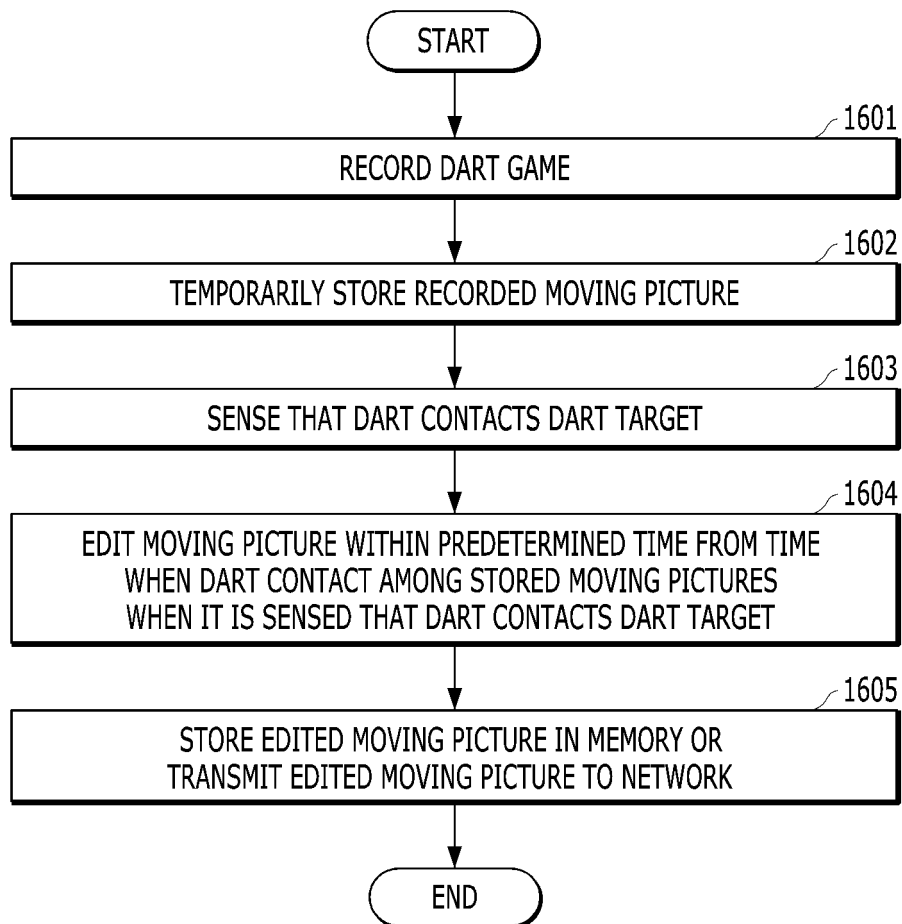 START
1601
RECORD DART GAME
1602
TEMPORARILY STORE RECORDED MOVING PICTURE
1603
SENSE THAT DART CONTACTS DART TARGET
1604
EDIT MOVING PICTURE WITHIN PREDETERMINED TIME FROM TIME
WHEN DART CONTACT AMONG STORED MOVING PICTURES
WHEN IT IS SENSED THAT DART CONTACTS DART TARGET
1605
STORE EDITED MOVING PICTURE IN MEMORY OR
TRANSMIT EDITED MOVING PICTURE TO NETWORK
END